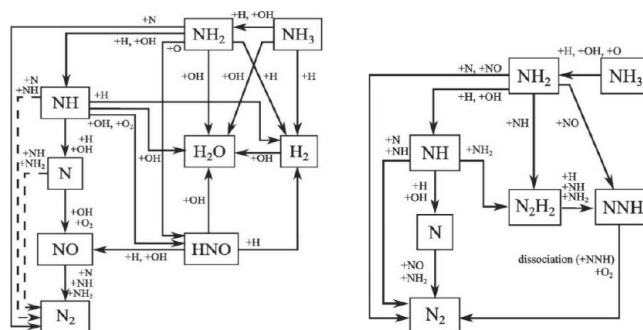 +N
NH2
+H, +OH
NH3
+H, +OH
+O
+OH
+OH
+H
+H
+N
+NH
NH
+H
+OH, +O2
+H
+OH
+OH
H2O
+OH
H2
+NH
+NH2
N
+OH
+OH
+O2
NO
HNO
+H
+H, +OH
+N
+NH
+NH2
N2
+H, -OH, +O
+N, +NO
NH2
NH3
+H, +OH
+NH
+NO
+N
+NH
NH
+NH2
+H
+OH
+H
+NH
+NH2
N2H2
NNH
N
+NO
+NH2
dissociation (+NNH)
+O2
N2